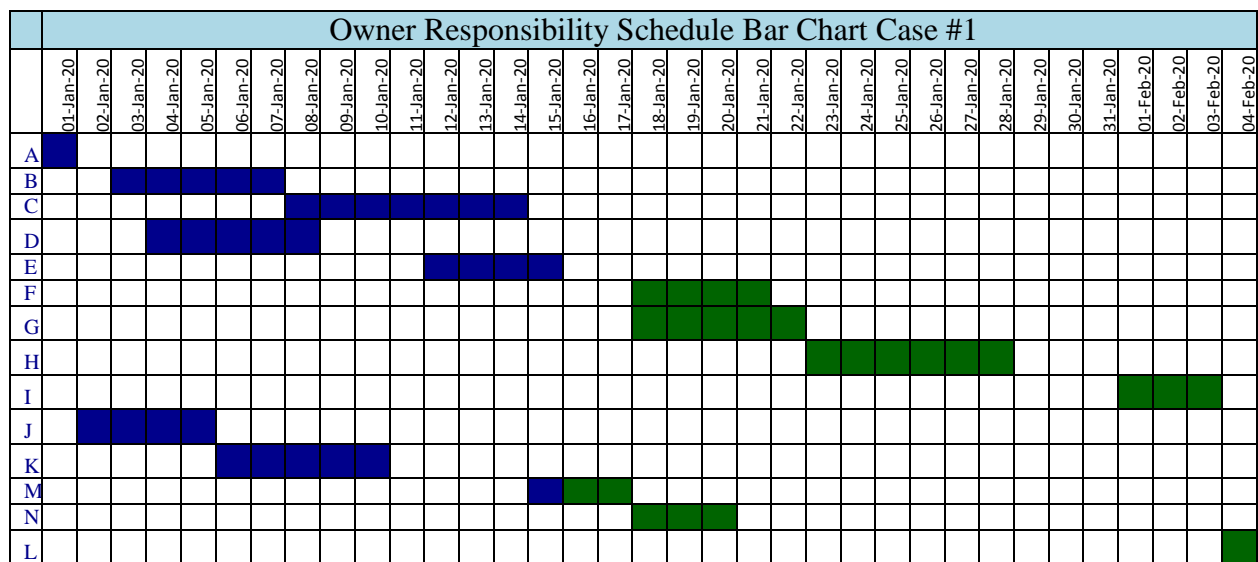 Owner Responsibility Schedule Bar Chart Case #1
01-Jan-20
02-Jan-20
03-Jan-20
04-Jan-20
05-Jan-20
06-Jan-20
07-Jan-20
08-Jan-20
09-Jan-20
10-Jan-20
11-Jan-20
12-Jan-20
13-Jan-20
14-Jan-20
15-Jan-20
16-Jan-20
17-Jan-20
18-Jan-20
19-Jan-20
20-Jan-20
21-Jan-20
22-Jan-20
23-Jan-20
24-Jan-20
25-Jan-20
26-Jan-20
27-Jan-20
28-Jan-20
29-Jan-20
30-Jan-20
31-Jan-20
01-Feb-20
02-Feb-20
03-Feb-20
04-Feb-20
A
B
C
D
E
F
G
H
I
J
K
M
N
L